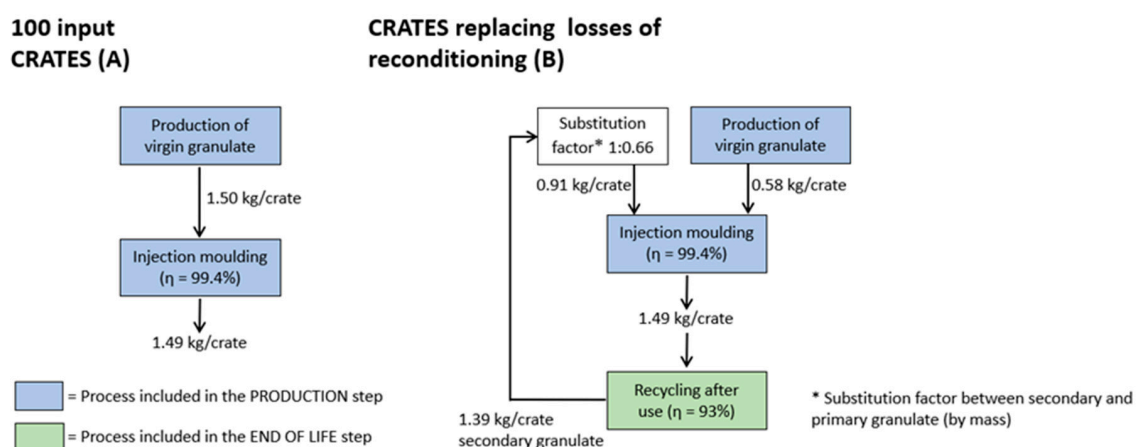 100 input
CRATES (A)
CRATES replacing losses of
reconditioning (B)
Production of
virgin granulate
1.50 kg/crate
Injection moulding
(η = 99.4%)
1.49 kg/crate
Substitution
factor* 1:0.66
Production of
virgin granulate
0.91 kg/crate
0.58 kg/crate
Injection moulding
(η = 99.4%)
1.49 kg/crate
Recycling after
use (η = 93%)
1.39 kg/crate
secondary granulate
= Process included in the PRODUCTION step
= Process included in the END OF LIFE step
* Substitution factor between secondary and
primary granulate (by mass)